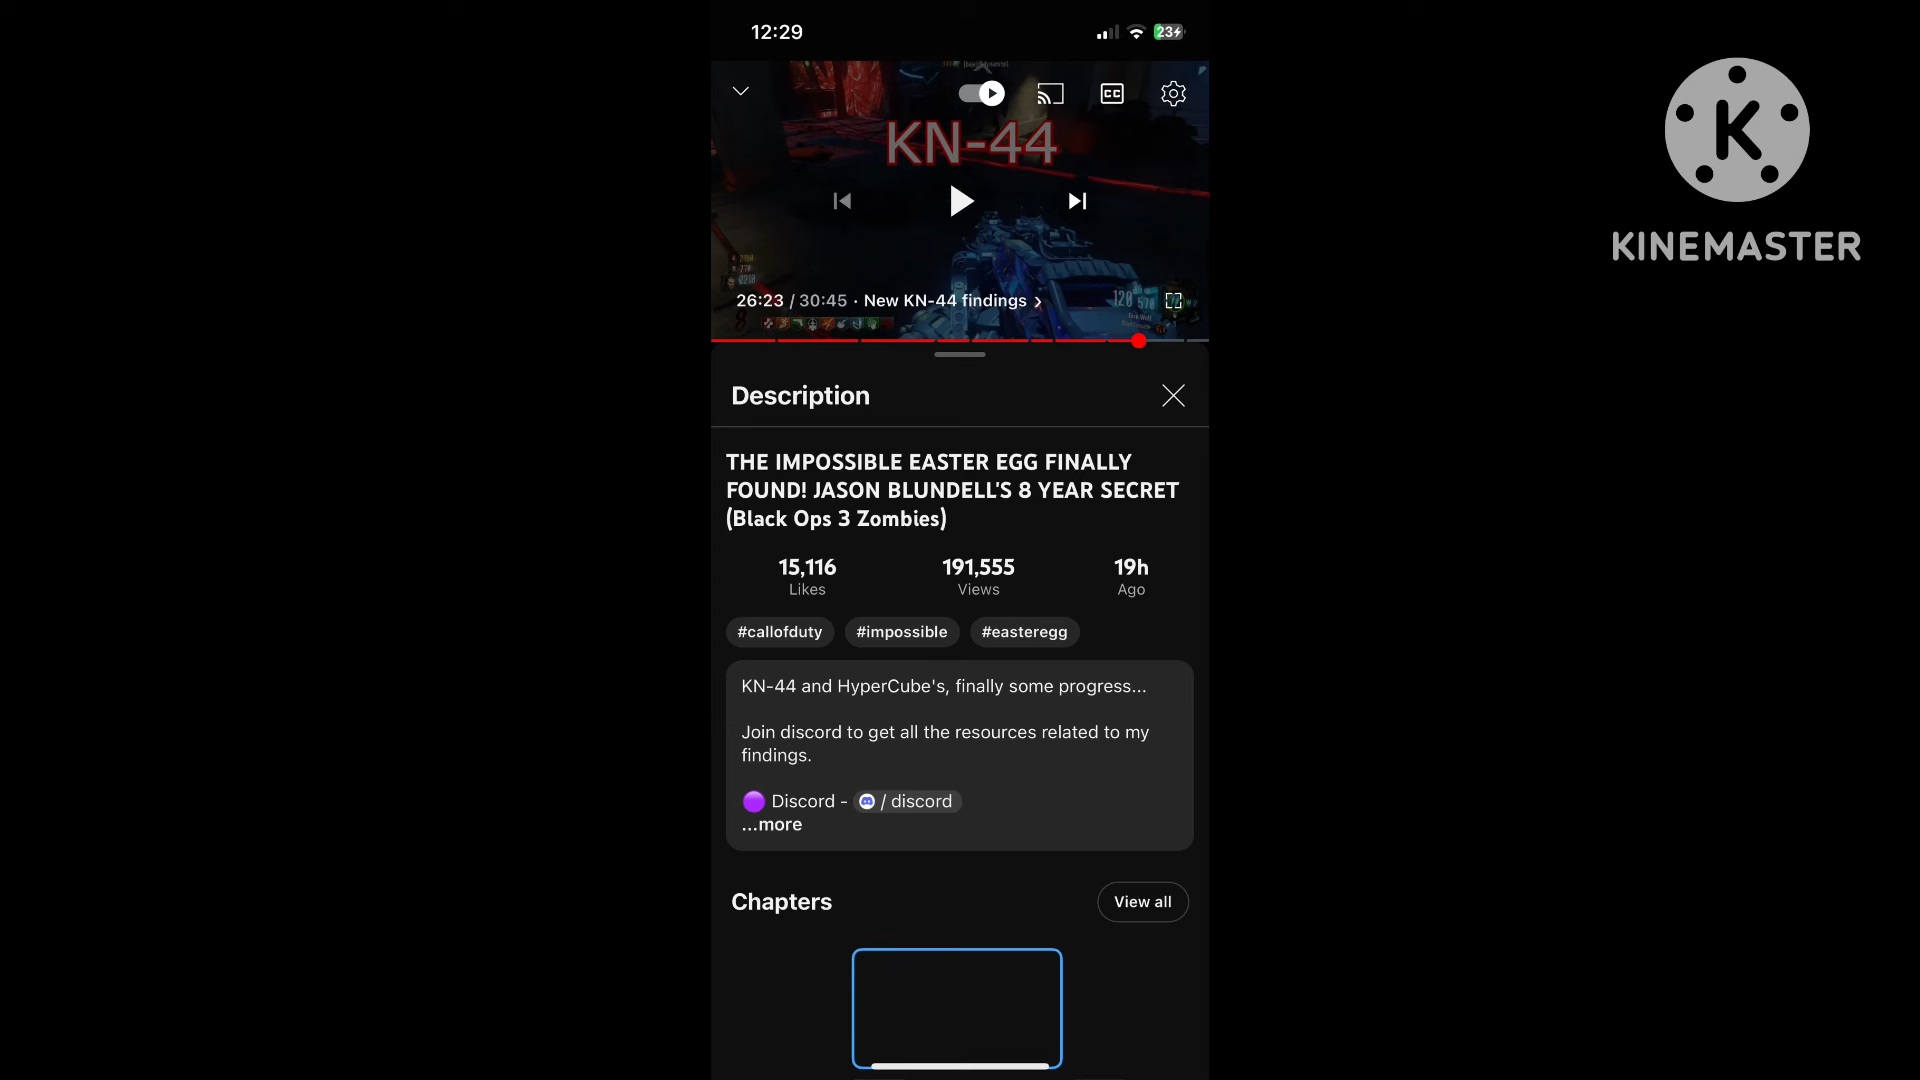 12:29
23
KN-44
26:23 / 30:45 · New KN-44 findings
120 570
Description
THE IMPOSSIBLE EASTER EGG FINALLY
FOUND! JASON BLUNDELL'S 8 YEAR SECRET
(Black Ops 3 Zombies)
15,116 191,555 19h
Likes Views Ago
#callofduty #impossible #easteregg
KN-44 and HyperCube's, finally some progress...
Join discord to get all the resources related to my
findings.
Discord - / discord
...more
Chapters View all
K
KINEMASTER